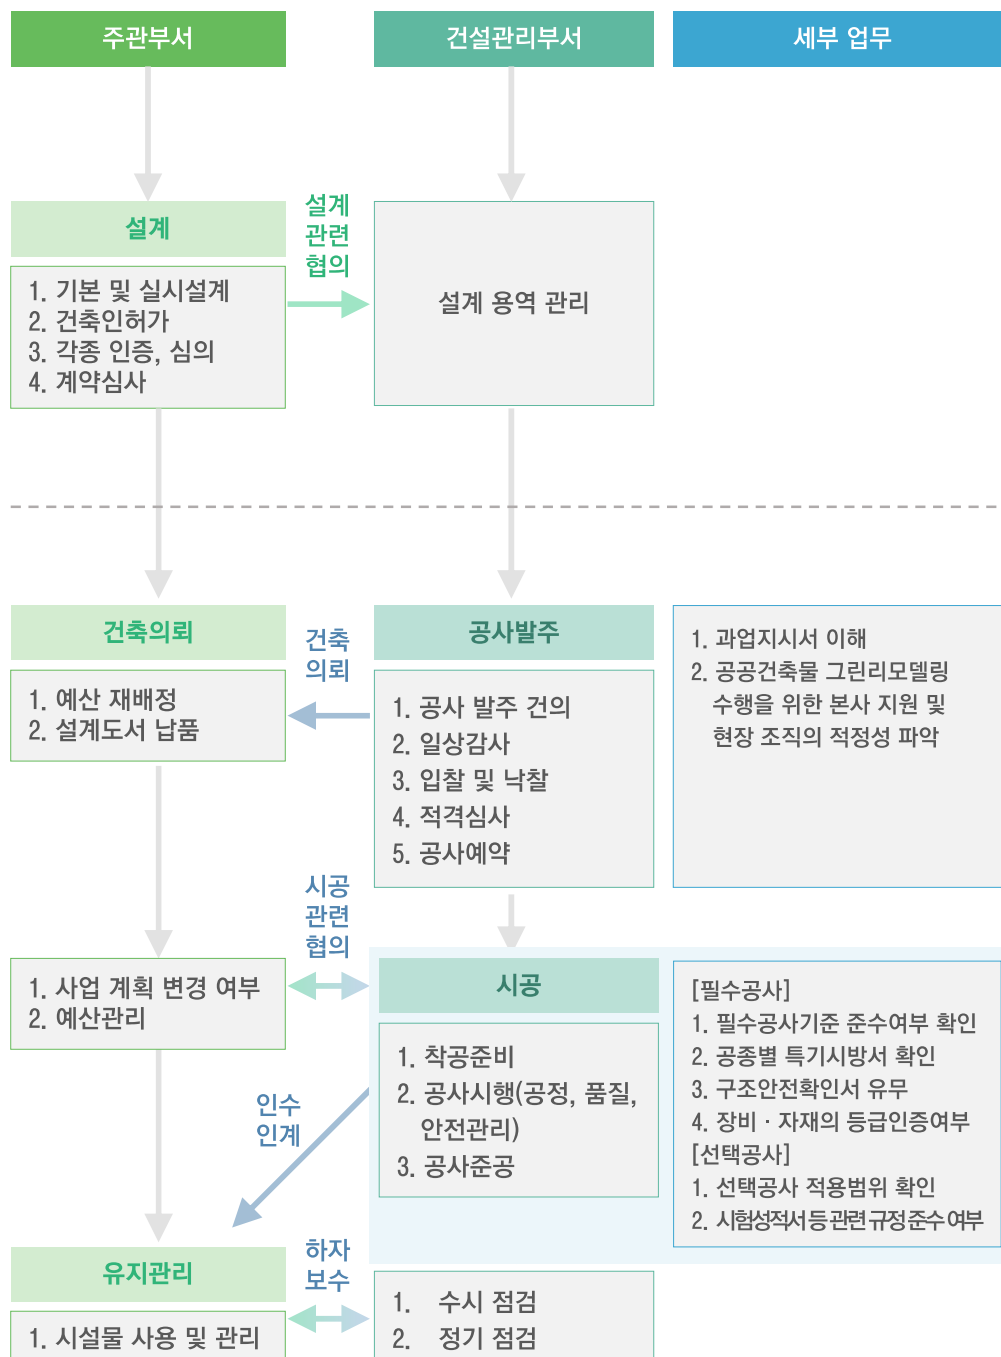 주관부서
건설관리부서
세부 업무
설계
1. 기본 및 실시설계
2. 건축인허가
3. 각종 인증, 심의
4. 계약심사
설계
관련
협의
설계 용역 관리
건축의뢰
1. 예산 재배정
2. 설계도서 납품
건축
의뢰
공사발주
1. 공사 발주 건의
2. 일상감사
3. 입찰 및 낙찰
4. 적격심사
5. 공사예약
1. 과업지시서 이해
2. 공공건축물 그린리모델링
수행을 위한 본사 지원 및
현장 조직의 적정성 파악
1. 사업 계획 변경 여부
2. 예산관리
시공
관련
협의
시공
1. 착공준비
2. 공사시행(공정, 품질,
안전관리)
3. 공사준공
[필수공사]
1. 필수공사기준 준수여부 확인
2. 공종별 특기시방서 확인
3. 구조안전확인서 유무
4. 장비 · 자재의 등급인증여부
[선택공사]
1. 선택공사 적용범위 확인
2. 시험성적서 등 관련 규정 준수 여부
인수
인계
유지관리
1. 시설물 사용 및 관리
하자
보수
1. 수시 점검
2. 정기 점검